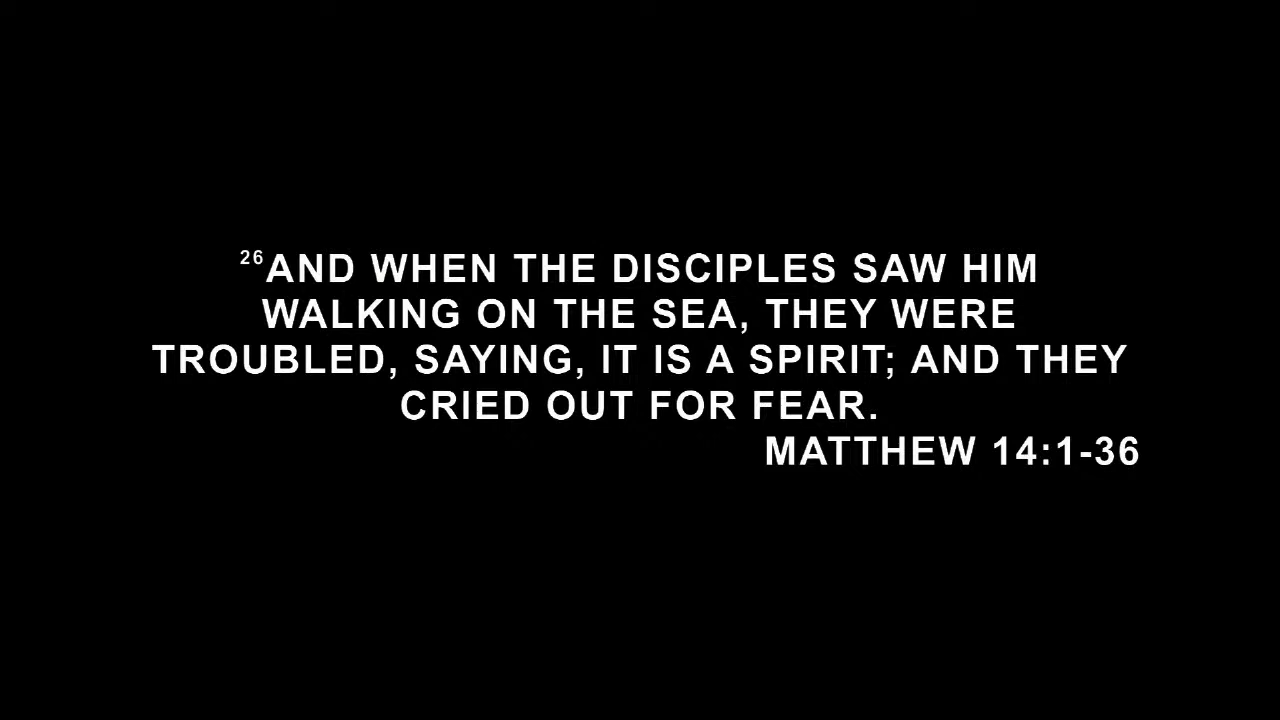 26AND WHEN THE DISCIPLES SAW HIM
WALKING ON THE SEA, THEY WERE
TROUBLED, SAYING, IT IS A SPIRIT; AND THEY
CRIED OUT FOR FEAR.
MATTHEW 14:1-36